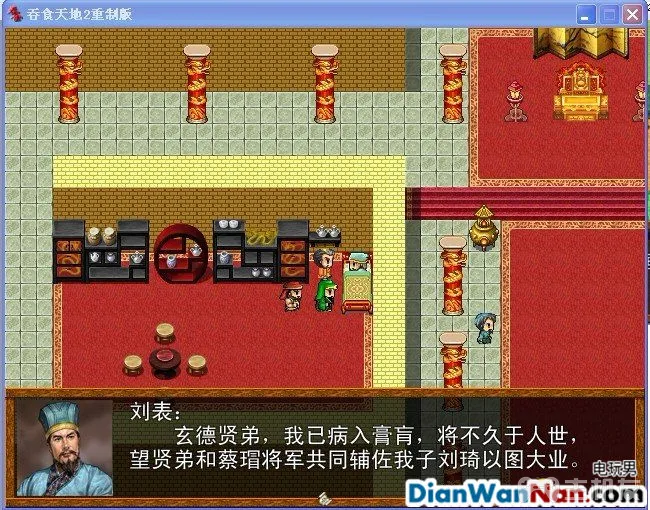 吞食天地2重制版
刘表：
玄德贤弟，我已病入膏肓，将不久于人世，
望贤弟和蔡瑁将军共同辅佐我子刘琦以图大业。
电玩男
DianWanNan.com